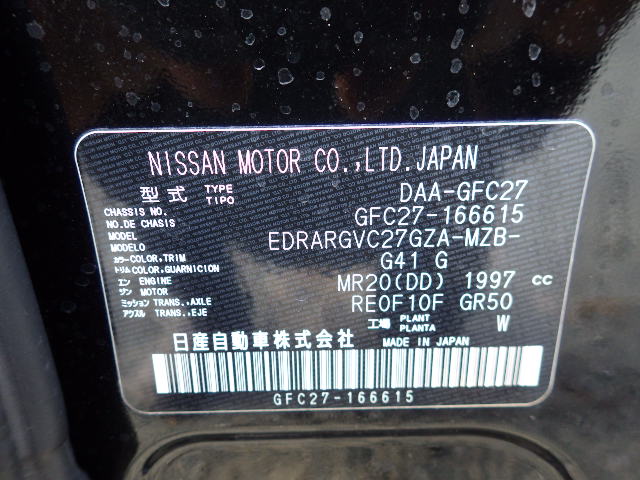 NISSAN MOTOR CO.,LTD.JAPAN
型式 TYPE TIPO DAA-GFC27
CHASSIS NO. NO.DE CHASIS GFC27-166615
MODEL MODELO EDRARGVC27GZA-MZB-
カラー COLOR,TRIM トリム COLOR,GUARNICION G41 G
エン ENGINE ジン MOTOR MR20(DD) 1997 cc
ミッション TRANS.,AXLE アクスル TRANS.,EJE RE0F10F GR50
工場 PLANT PLANTA W
日産自動車株式会社 MADE IN JAPAN
GFC27-166615